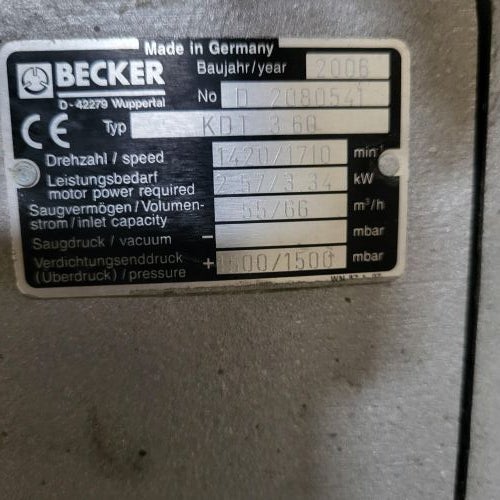 Made in Germany
BECKER
D-42279 Wuppertal
Baujahr/year 2006
No D 2080541
CE Typ KDT 3.60
Drehzahl / speed 1420/1710 min⁻¹
Leistungsbedarf
motor power required 2.57/3.34 kW
Saugvermögen / Volumen-
strom / inlet capacity 55/66 m³/h
Saugdruck / vacuum – mbar
Verdichtungsenddruck
(Überdruck) / pressure + 1500/1500 mbar